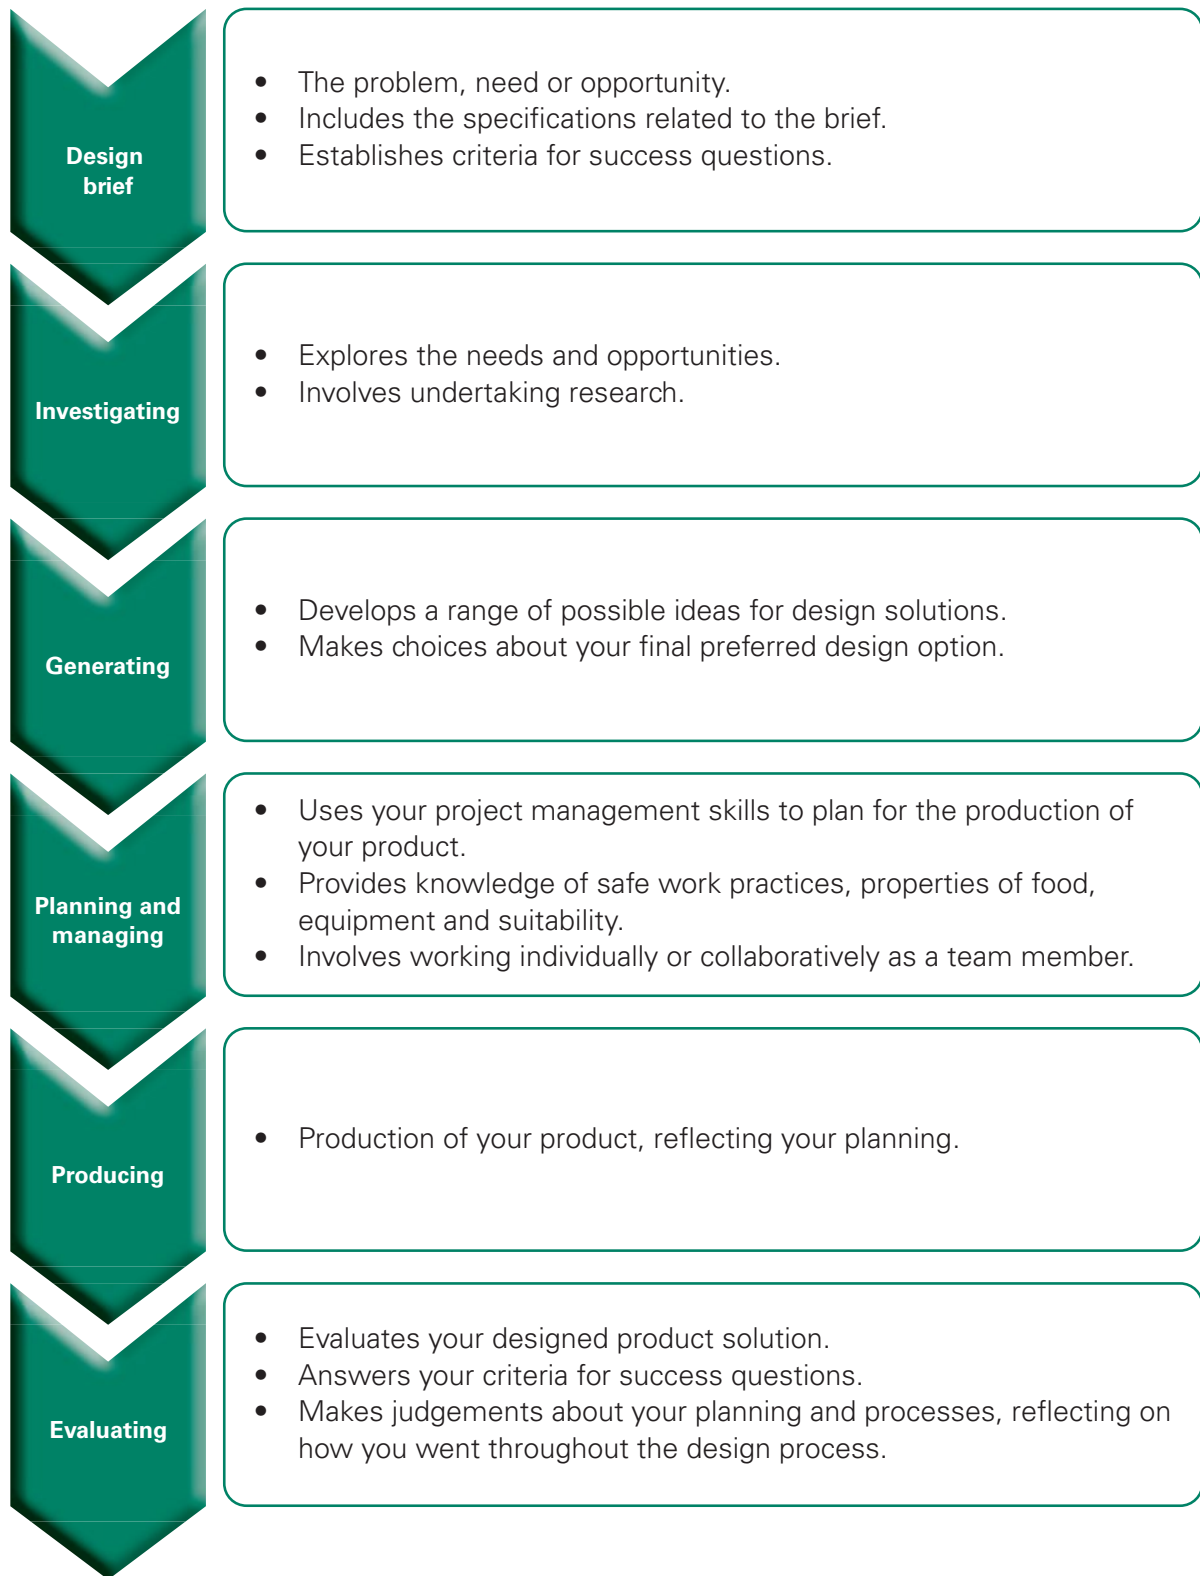 Design
brief
• The problem, need or opportunity.
• Includes the specifications related to the brief.
• Establishes criteria for success questions.
Investigating
• Explores the needs and opportunities.
• Involves undertaking research.
Generating
• Develops a range of possible ideas for design solutions.
• Makes choices about your final preferred design option.
Planning and
managing
• Uses your project management skills to plan for the production of
your product.
• Provides knowledge of safe work practices, properties of food,
equipment and suitability.
• Involves working individually or collaboratively as a team member.
Producing
• Production of your product, reflecting your planning.
Evaluating
• Evaluates your designed product solution.
• Answers your criteria for success questions.
• Makes judgements about your planning and processes, reflecting on
how you went throughout the design process.